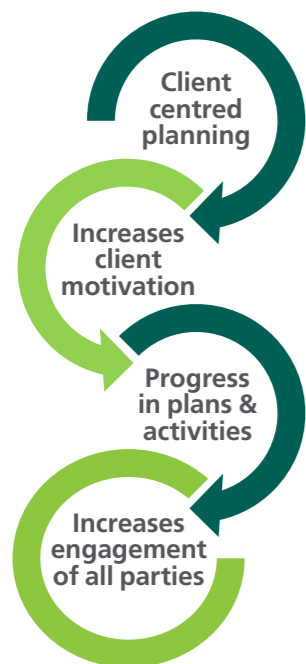 Client
centred
planning
Increases
client
motivation
Progress
in plans &
activities
Increases
engagement
of all parties